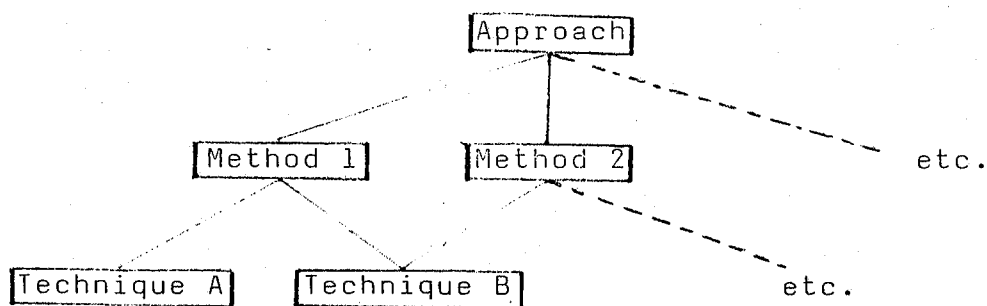 Approach
Method 1 Method 2 etc.
Technique A Technique B etc.